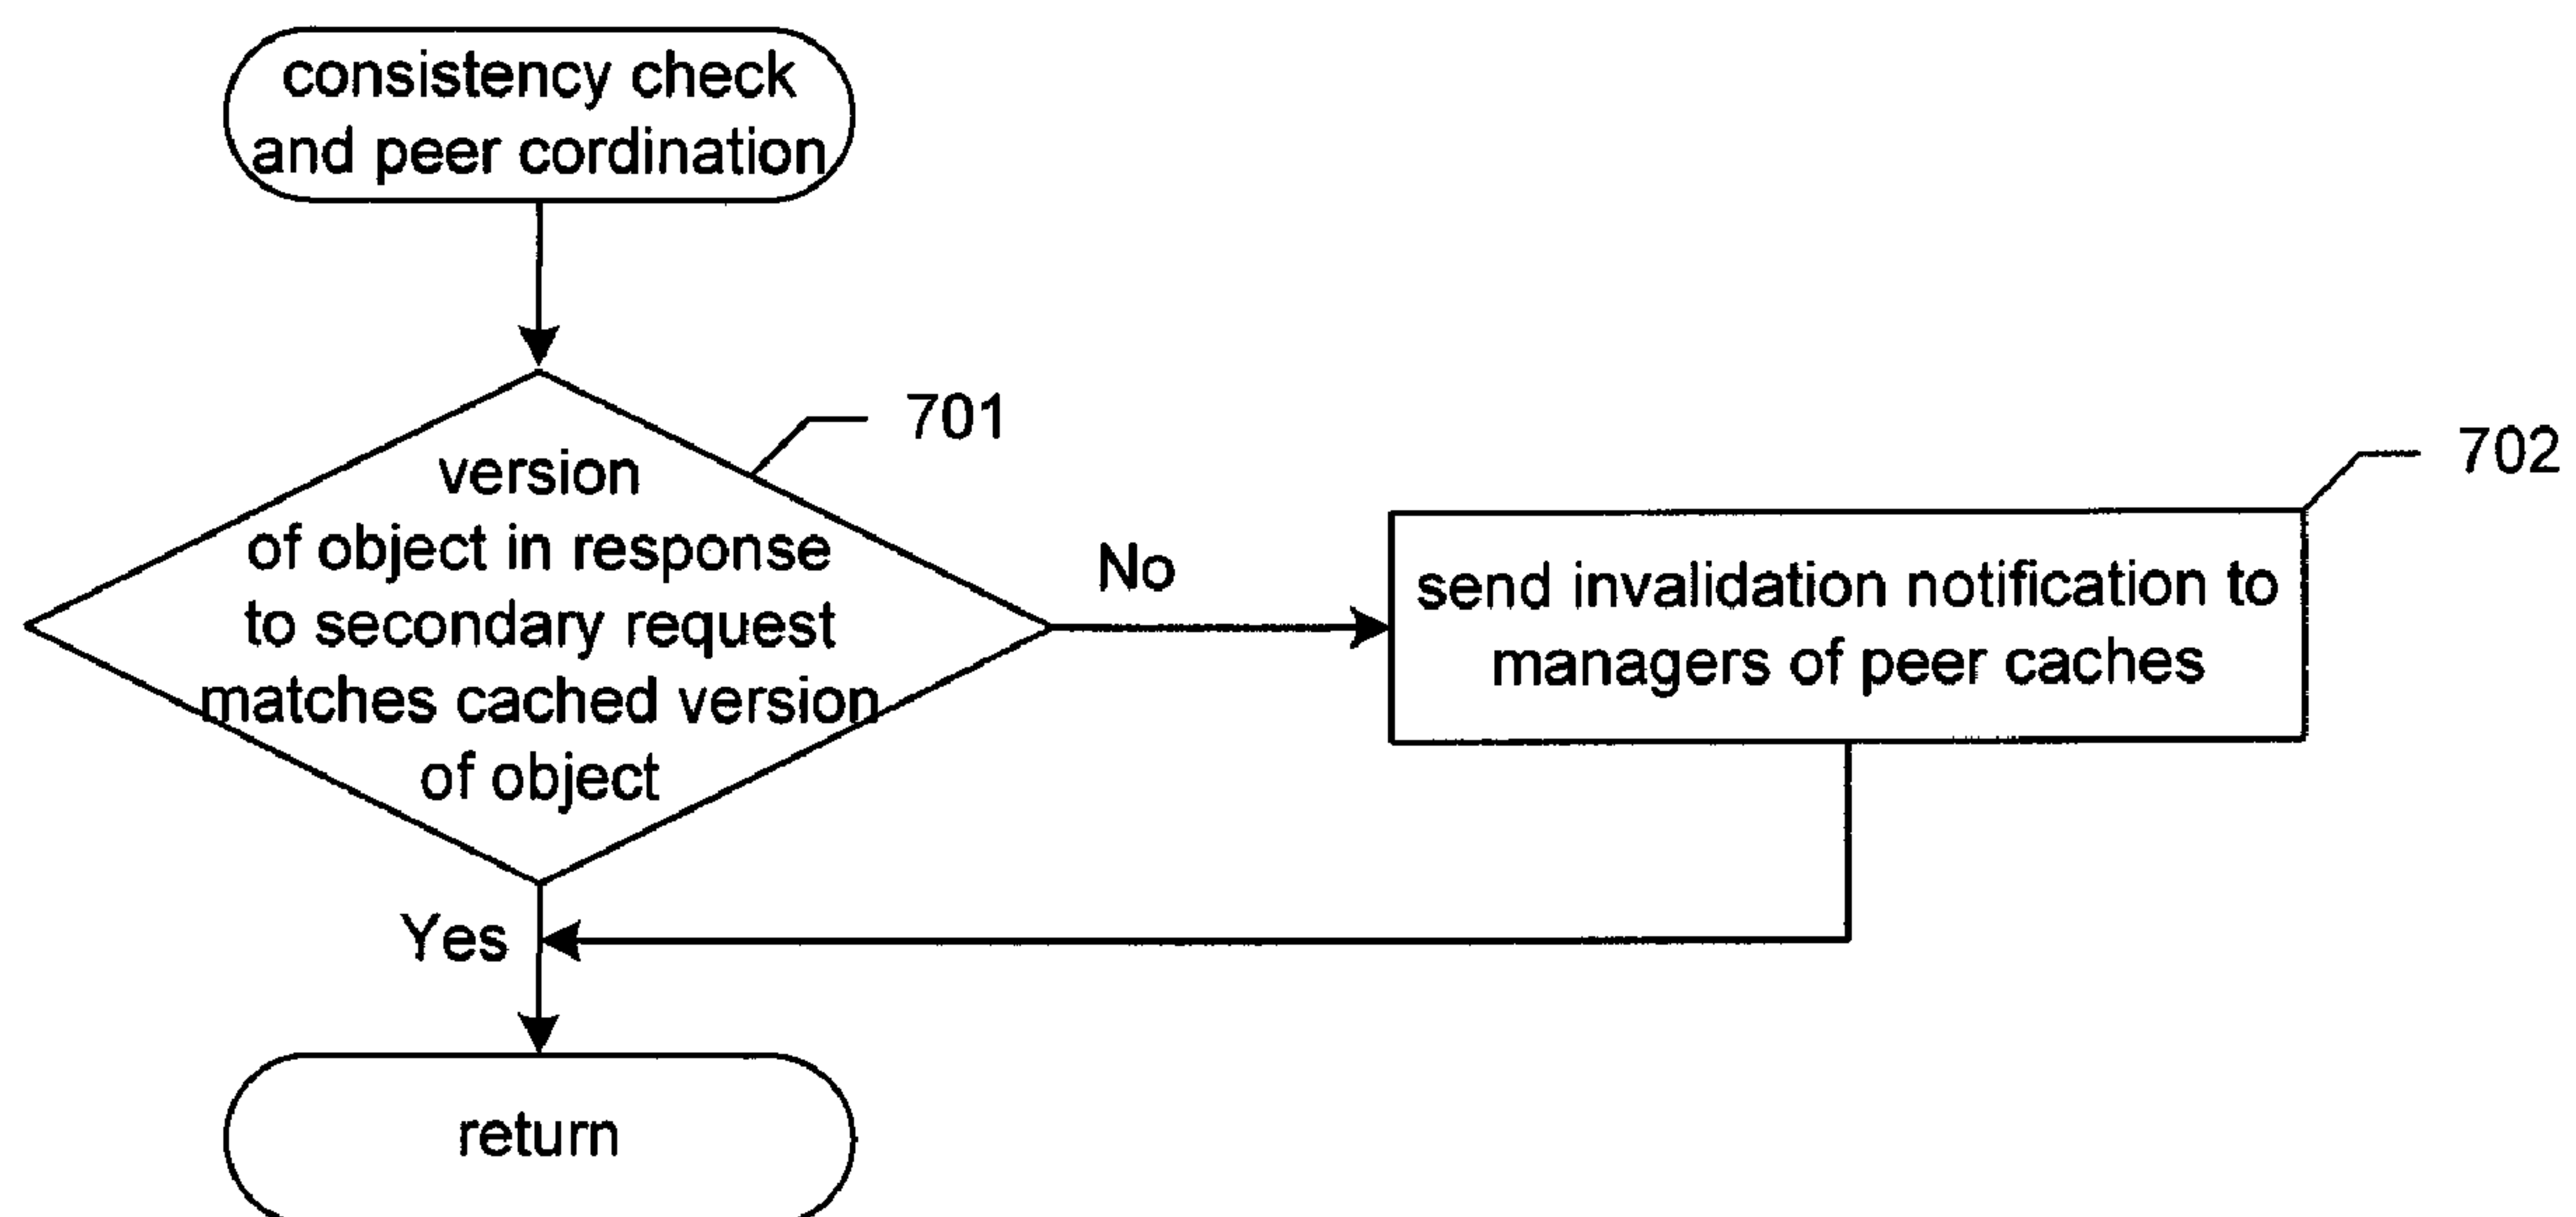 consistency check
and peer cordination
701
version
of object in response
to secondary request
matches cached version
of object
No
702
send invalidation notification to
managers of peer caches
Yes
return